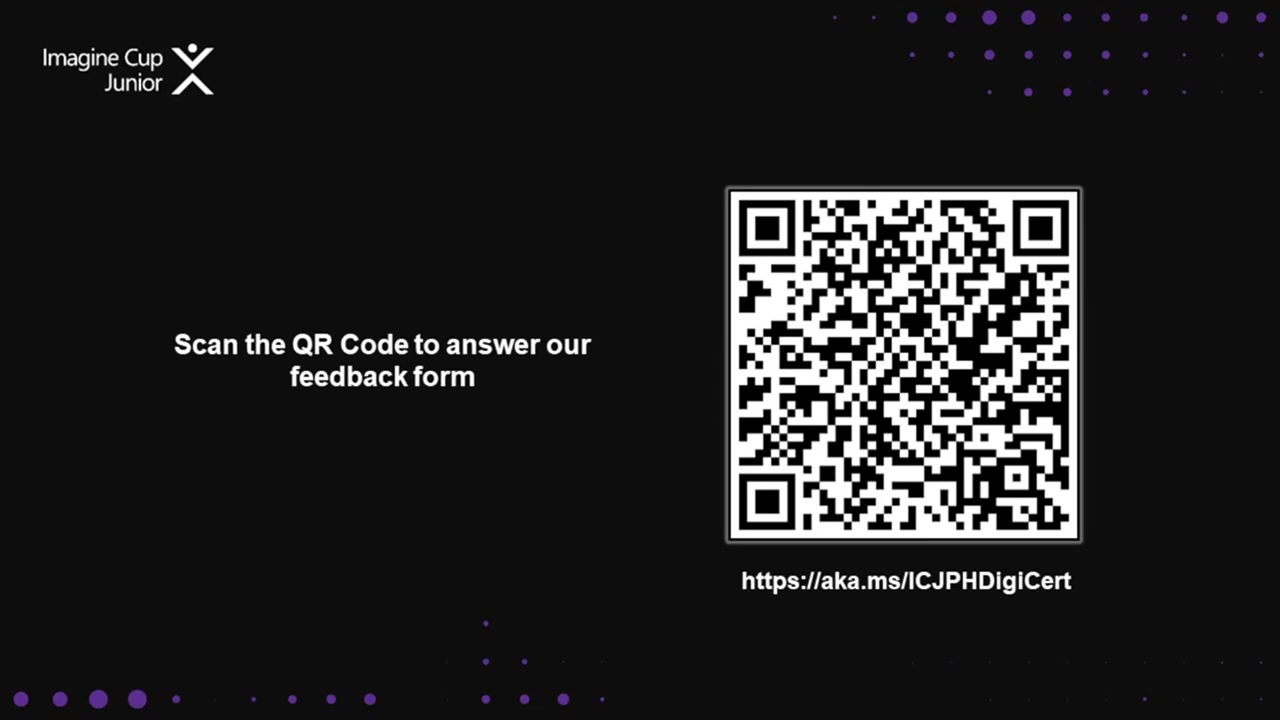 Imagine Cup
Junior
Scan the QR Code to answer our
feedback form
https://aka.ms/ICJPHDigiCert